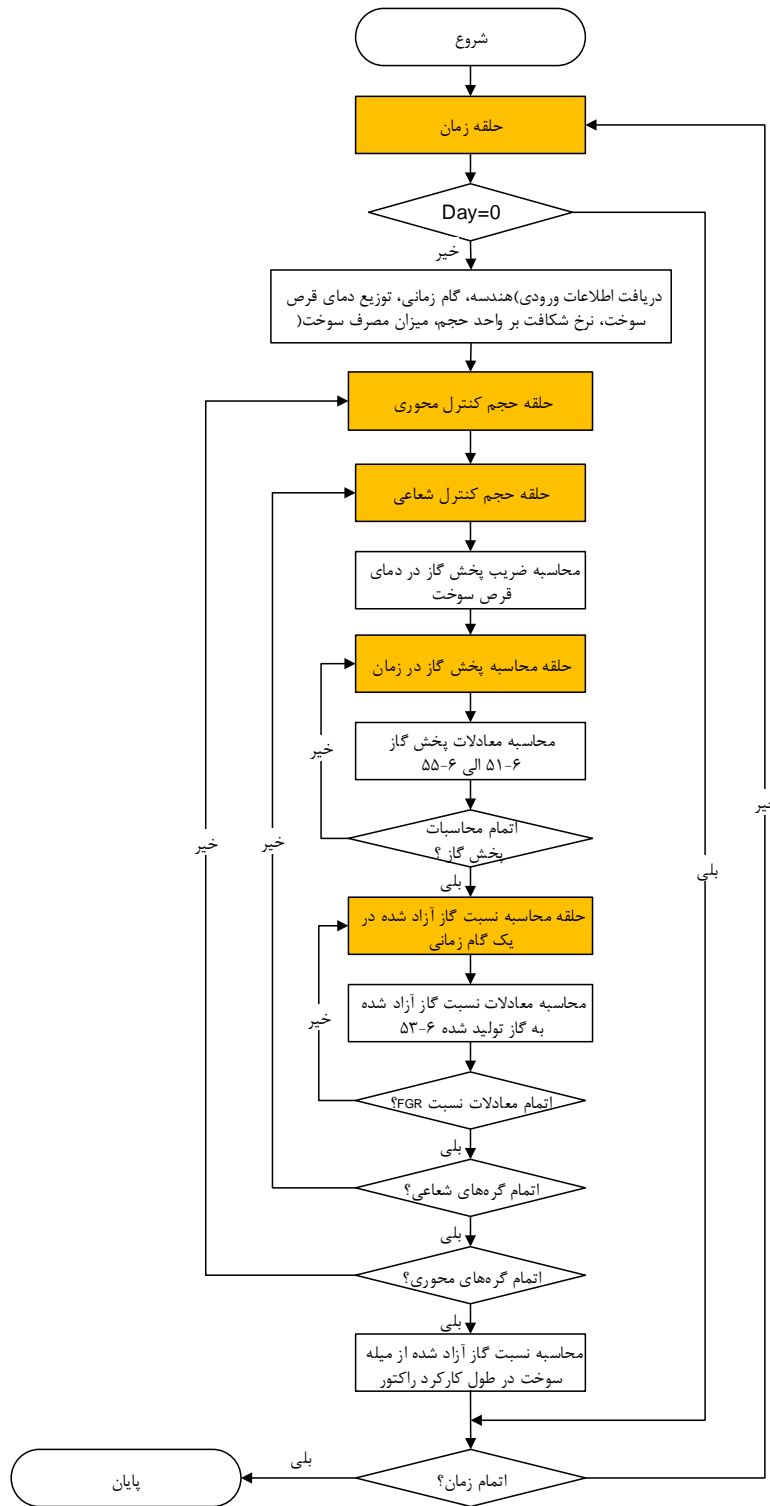 شروع
حلقه زمان
Day=0
خیر
دریافت اطلاعات ورودی)هندسه، گام زمانی، توزیع دمای قرص
سوخت، نرخ شکافت بر واحد حجم، میزان مصرف سوخت(
حلقه حجم کنترل محوری
حلقه حجم کنترل شعاعی
محاسبه ضریب پخش گاز در دمای
قرص سوخت
حلقه محاسبه پخش گاز در زمان
محاسبه معادلات پخش گاز
۵۱-۶ الی ۵۵-۶
خیر
اتمام محاسبات
پخش گاز ؟
خیر
خیر
خیر
بلی
بلی
حلقه محاسبه نسبت گاز آزاد شده در
یک گام زمانی
محاسبه معادلات نسبت گاز آزاد شده
به گاز تولید شده ۵۳-۶
خیر
اتمام معادلات نسبت FGR؟
بلی
اتمام گره‌های شعاعی؟
بلی
اتمام گره‌های محوری؟
بلی
محاسبه نسبت گاز آزاد شده از میله
سوخت در طول کارکرد راکتور
اتمام زمان؟
بلی
پایان